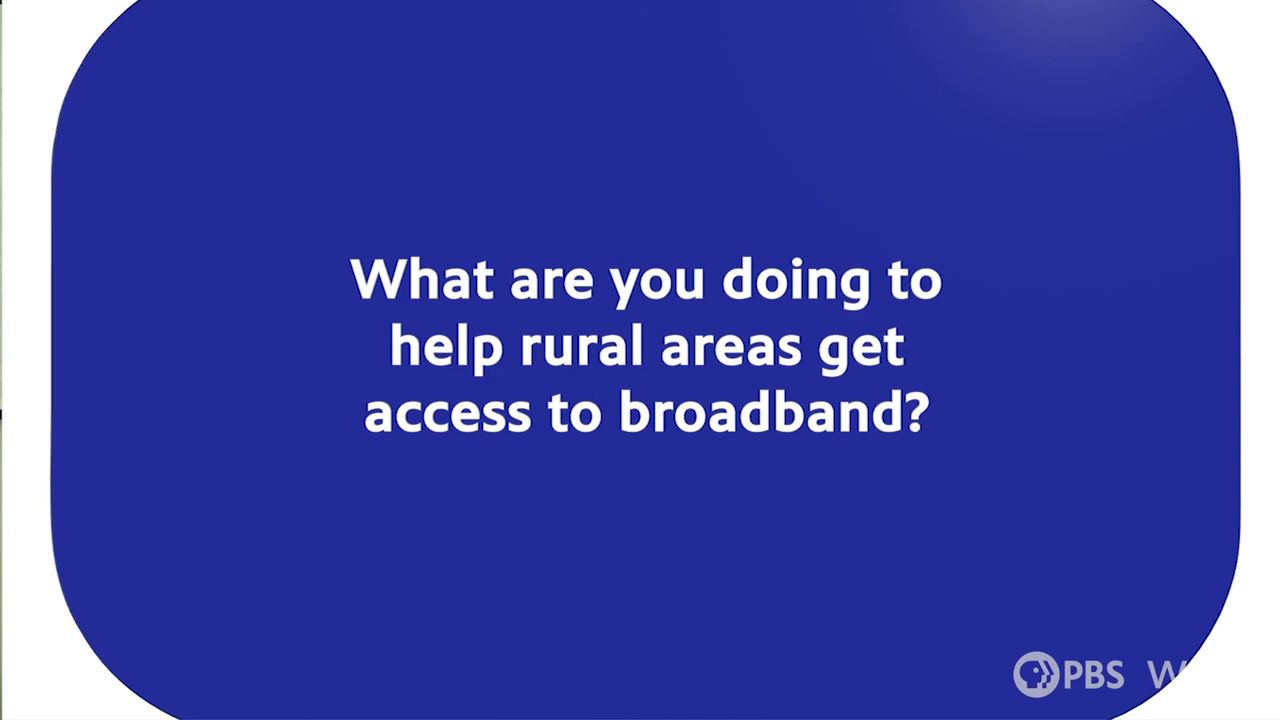 What are you doing to
help rural areas get
access to broadband?
PBS W